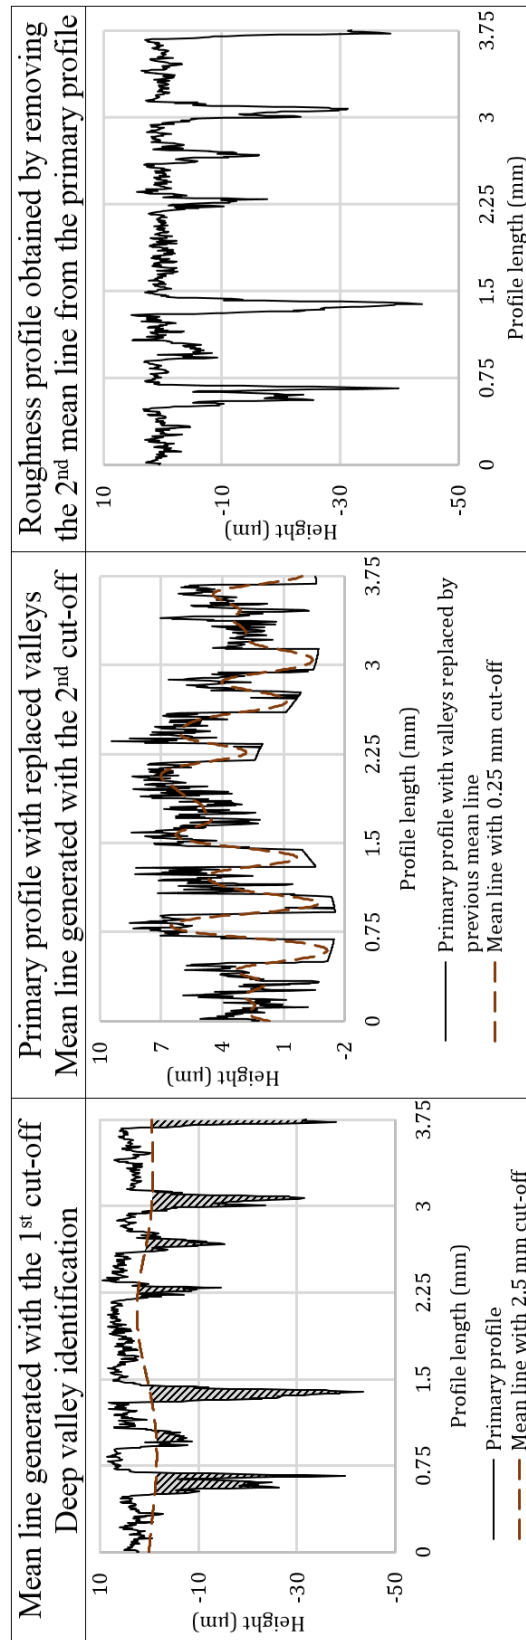 Mean line generated with the 1st cut-off
Deep valley identification
10
-10
-30
-50
Height (µm)
0
0.75
1.5
2.25
3
3.75
Profile length (mm)
Primary profile
Mean line with 2.5 mm cut-off
Primary profile with replaced valleys
Mean line generated with the 2nd cut-off
10
7
4
1
-2
Height (µm)
0
0.75
1.5
2.25
3
3.75
Profile length (mm)
Primary profile with valleys replaced by
previous mean line
Mean line with 0.25 mm cut-off
Roughness profile obtained by removing
the 2nd mean line from the primary profile
10
-10
-30
-50
Height (µm)
0
0.75
1.5
2.25
3
3.75
Profile length (mm)